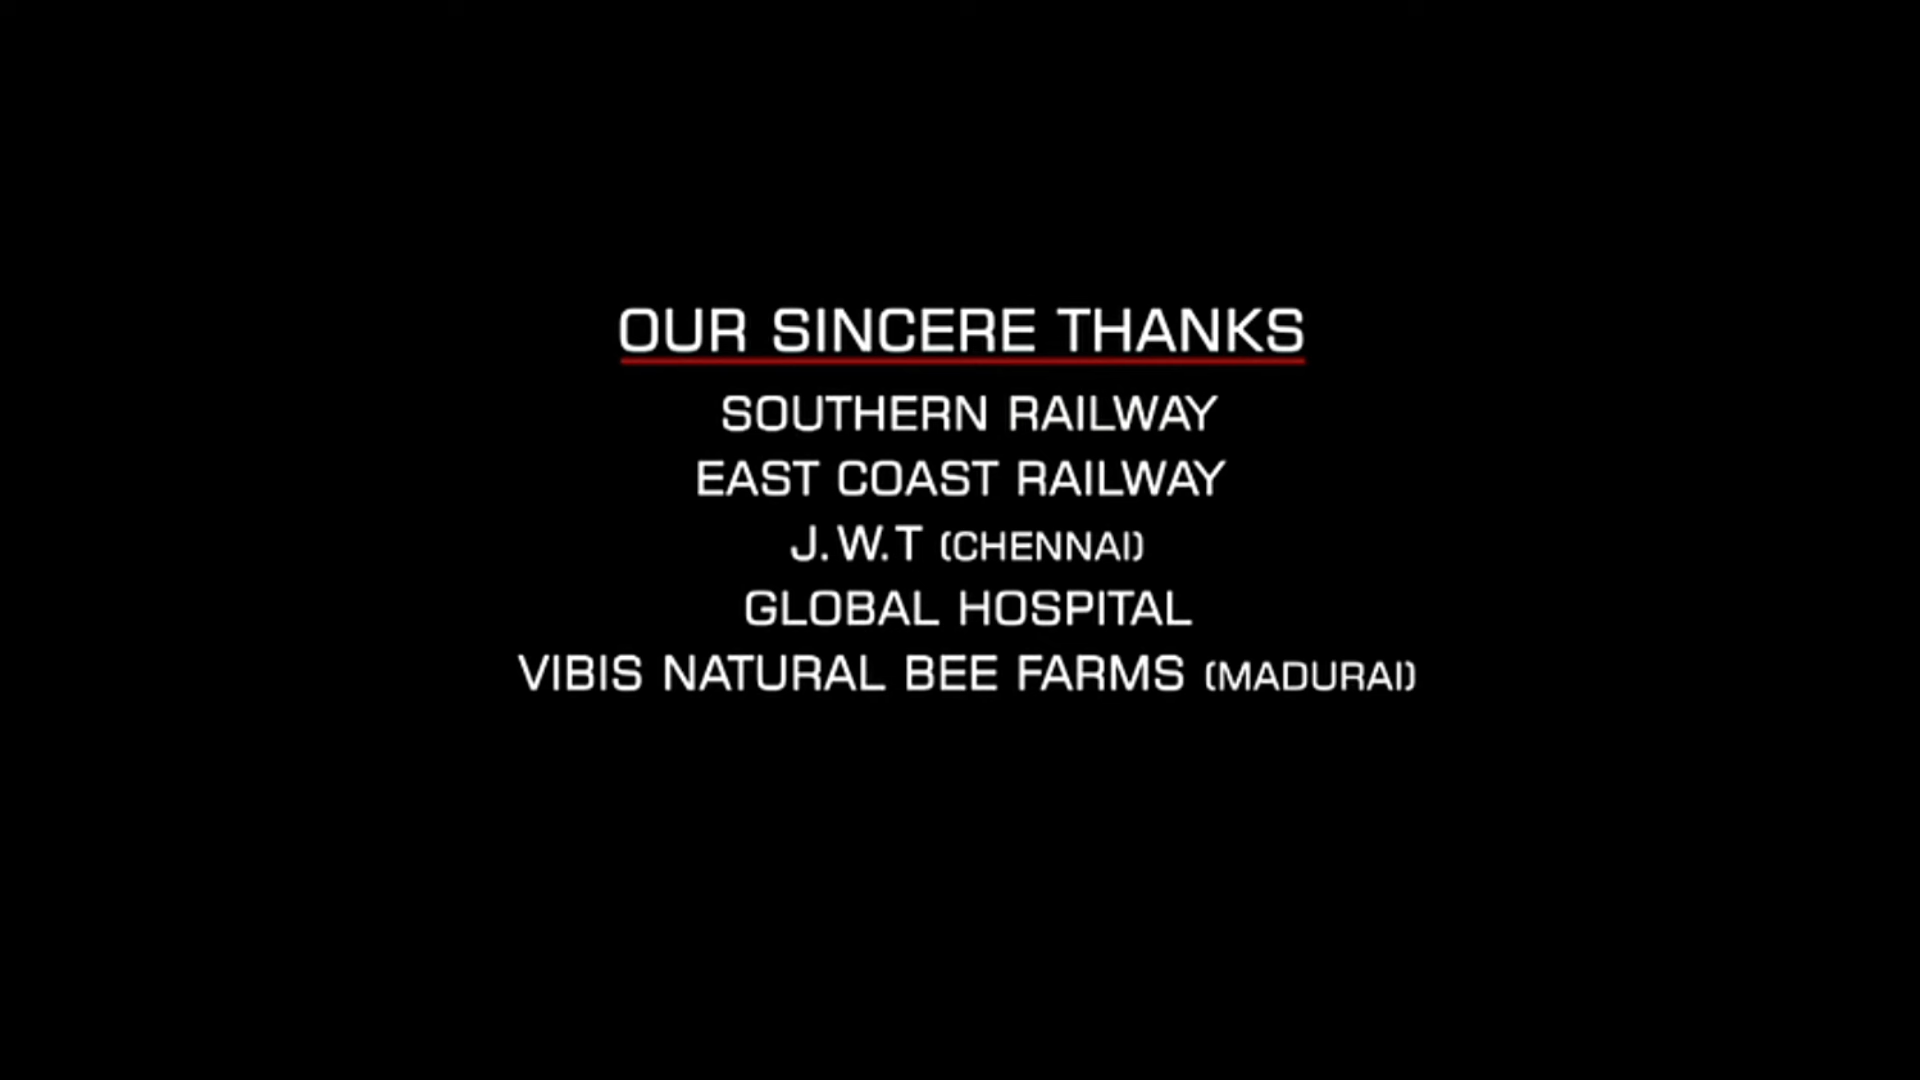 OUR SINCERE THANKS
SOUTHERN RAILWAY
EAST COAST RAILWAY
J.W.T (CHENNAI)
GLOBAL HOSPITAL
VIBIS NATURAL BEE FARMS (MADURAI)